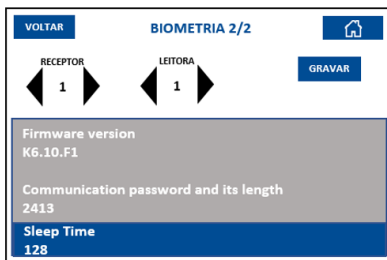 VOLTAR
BIOMETRIA 2/2
RECEPTOR
1
LEITORA
1
GRAVAR
Firmware version
K6.10.F1
Communication password and its length
2413
Sleep Time
128